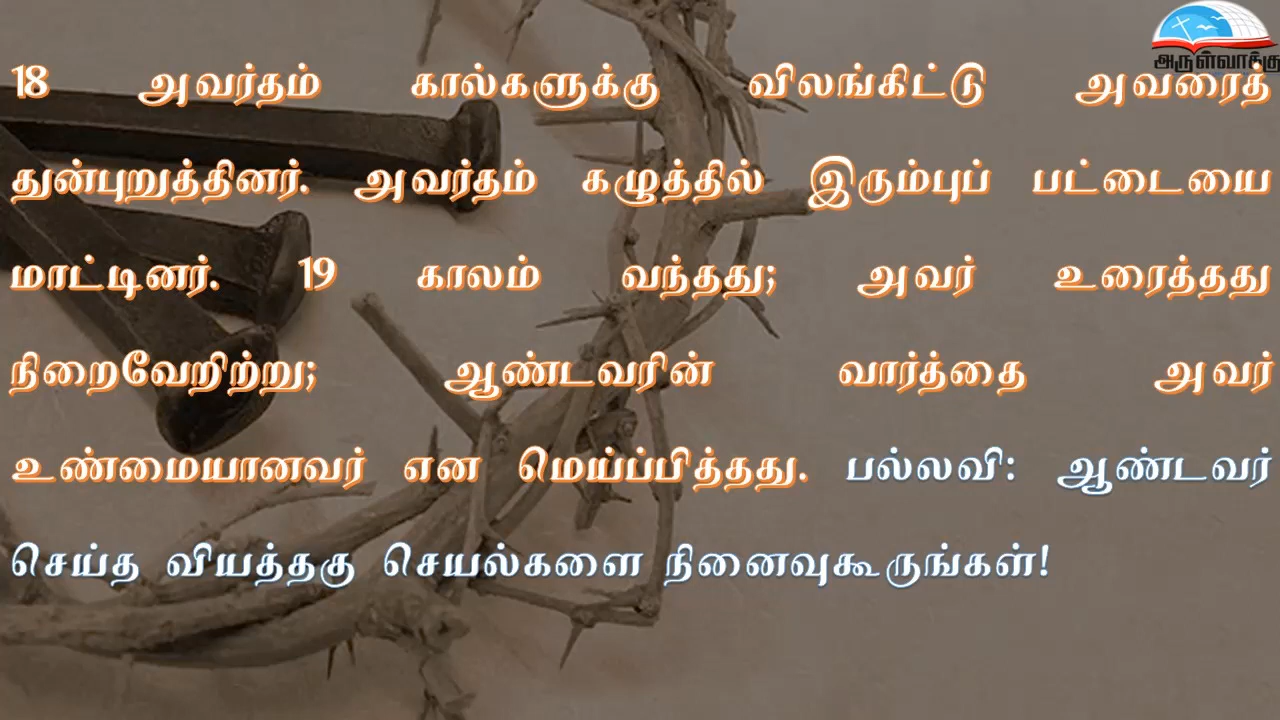 அருள்வாக்கு
18 அவர்தம் கால்களுக்கு விலங்கிட்டு அவரைத்
துன்புறுத்தினர். அவர்தம் கழுத்தில் இரும்புப் பட்டையை
மாட்டினர். 19 காலம் வந்தது; அவர் உரைத்தது
நிறைவேறிற்று; ஆண்டவரின் வார்த்தை அவர்
உண்மையானவர் என மெய்ப்பித்தது. பல்லவி: ஆண்டவர்
செய்த வியத்தகு செயல்களை நினைவுகூருங்கள்!